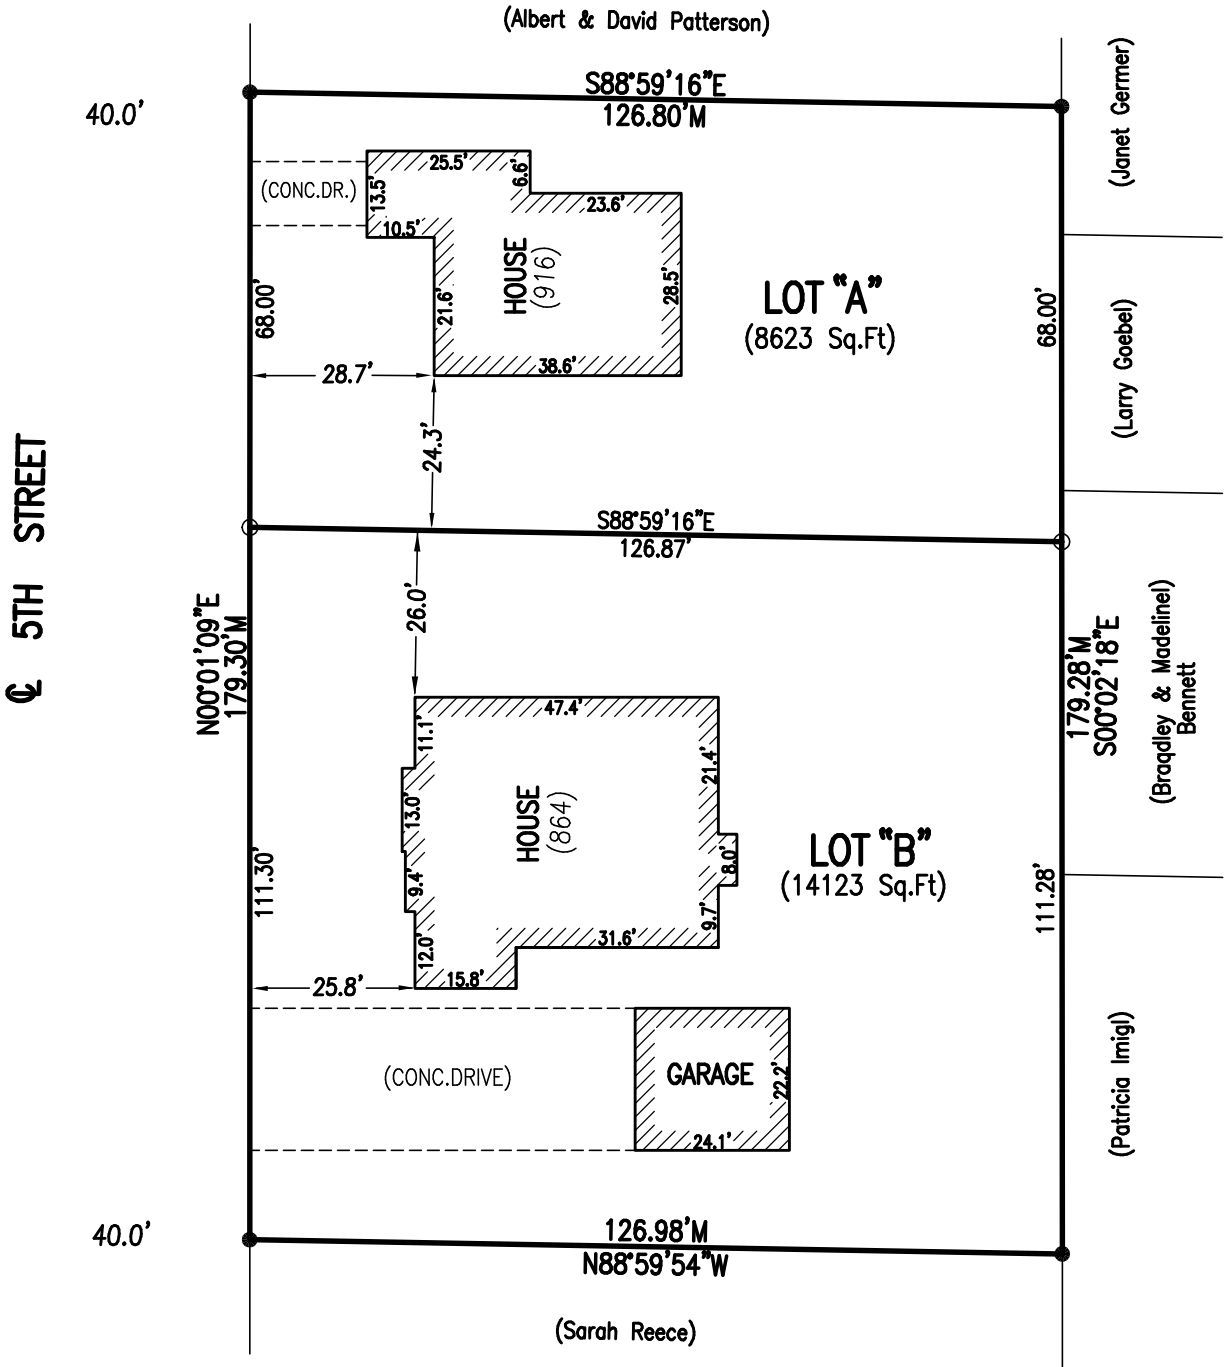 (Albert & David Patterson)
S88°59'16"E
126.80'M
40.0'
(Janet Germer)
25.5'
6.6'
(CONC.DR.)
13.5'
23.6'
10.5'
HOUSE
(916)
28.5'
21.6'
68.00'
LOT "A"
(8623 Sq.Ft)
68.00'
(Larry Goebel)
28.7'
38.6'
24.3'
℄ 5TH STREET
S88°59'16"E
126.87'
26.0'
N00°01'09"E
179.30'M
179.28'M
S00°02'18"E
(Braqdley & Madelinel)
Bennett
47.4'
11.1'
21.4'
13.0'
HOUSE
(864)
LOT "B"
(14123 Sq.Ft)
8.0'
9.4'
111.30'
111.28'
9.7'
12.0'
31.6'
15.8'
25.8'
(CONC.DRIVE)
GARAGE
22.2'
24.1'
(Patricia Imigl)
40.0'
126.98'M
N88°59'54"W
(Sarah Reece)